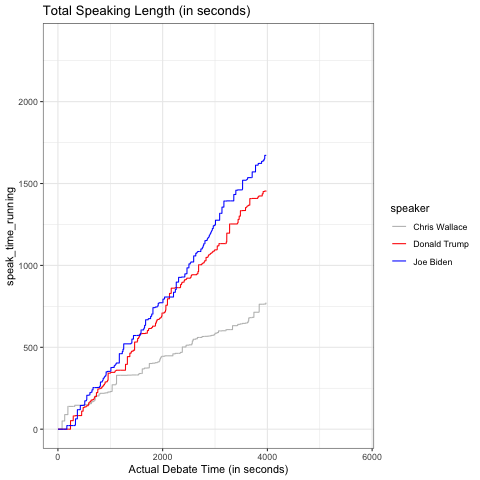 Total Speaking Length (in seconds)
speak_time_running
2000
1500
1000
500
0
0
2000
4000
6000
Actual Debate Time (in seconds)
speaker
Chris Wallace
Donald Trump
Joe Biden